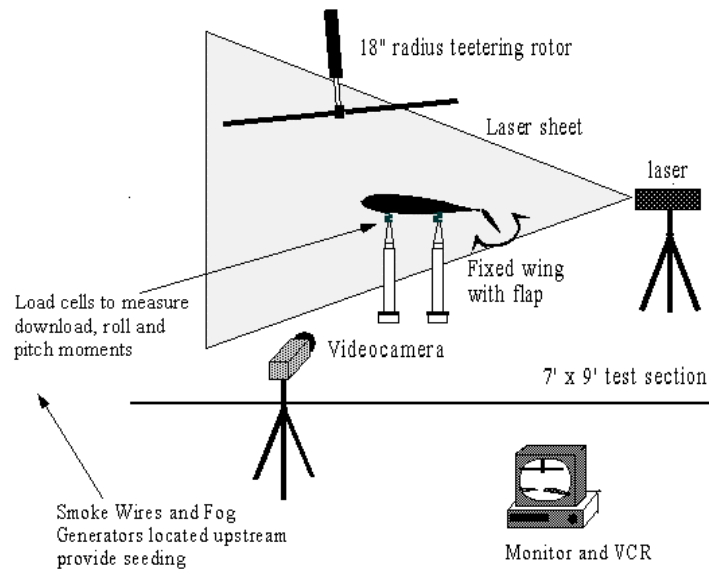 18" radius teetering rotor
Laser sheet
laser
Fixed wing
with flap
Load cells to measure
download, roll and
pitch moments
Videocamera
7' x 9' test section
Smoke Wires and Fog
Generators located upstream
provide seeding
Monitor and VCR